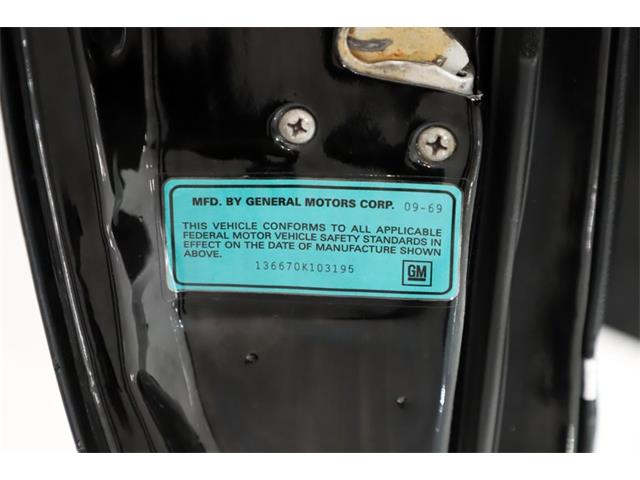 MFD. BY GENERAL MOTORS CORP. 09-69
THIS VEHICLE CONFORMS TO ALL APPLICABLE
FEDERAL MOTOR VEHICLE SAFETY STANDARDS IN
EFFECT ON THE DATE OF MANUFACTURE SHOWN
ABOVE.
136670K103195
GM